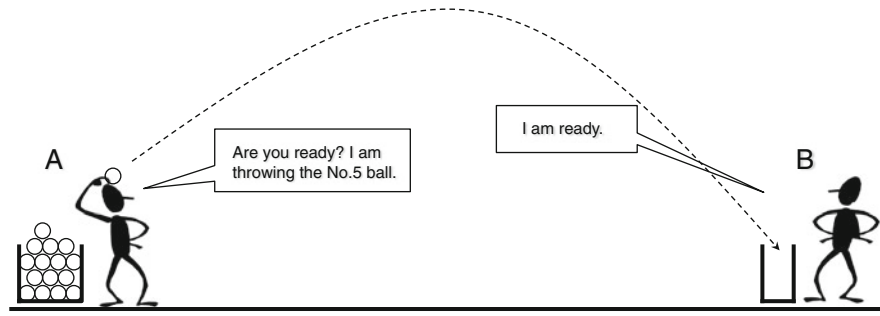 A
Are you ready? I am
throwing the No.5 ball.
I am ready.
B